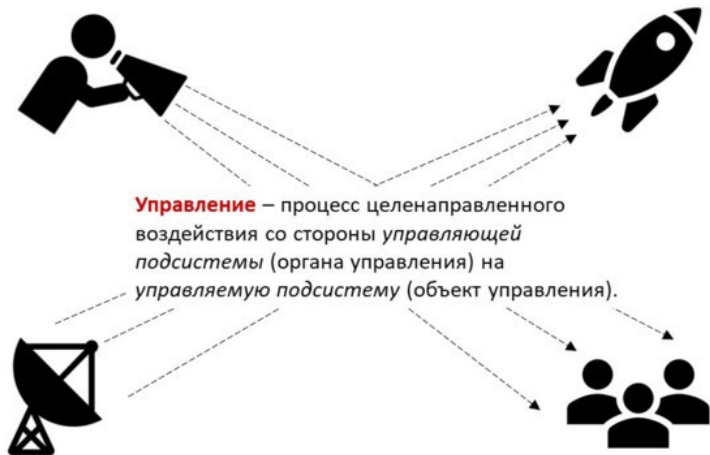 Управление – процесс целенаправленного
воздействия со стороны управляющей
подсистемы (органа управления) на
управляемую подсистему (объект управления).